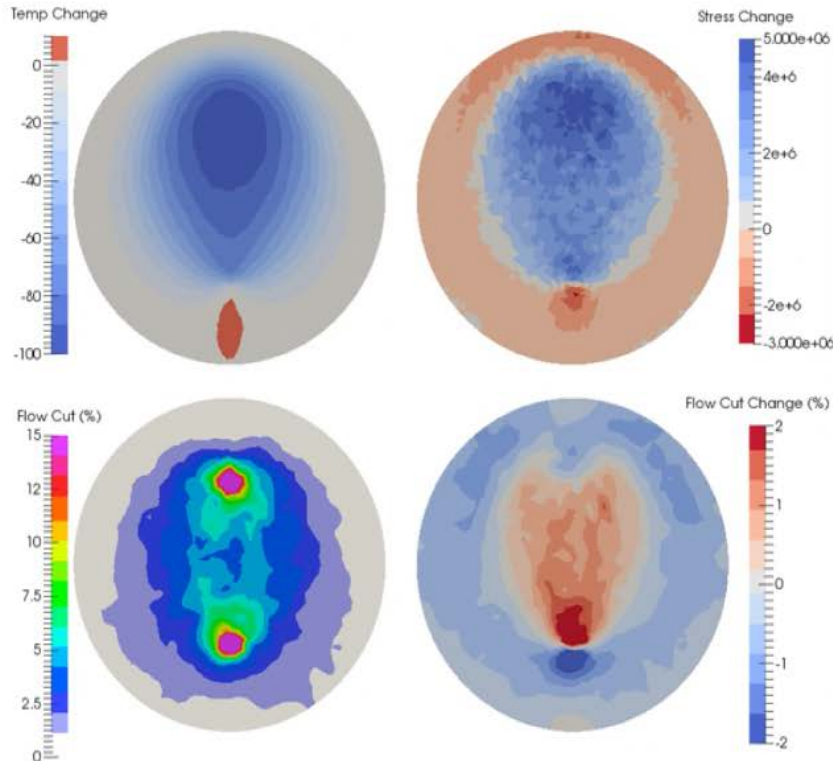 Temp Change
0
-20
-40
-60
-80
-100
Stress Change
5.000e+06
4e+6
2e+6
0
-2e+6
-3.000e+06
Flow Cut (%)
15
12.5
10
7.5
5
2.5
0
Flow Cut Change (%)
2
1
0
-1
-2